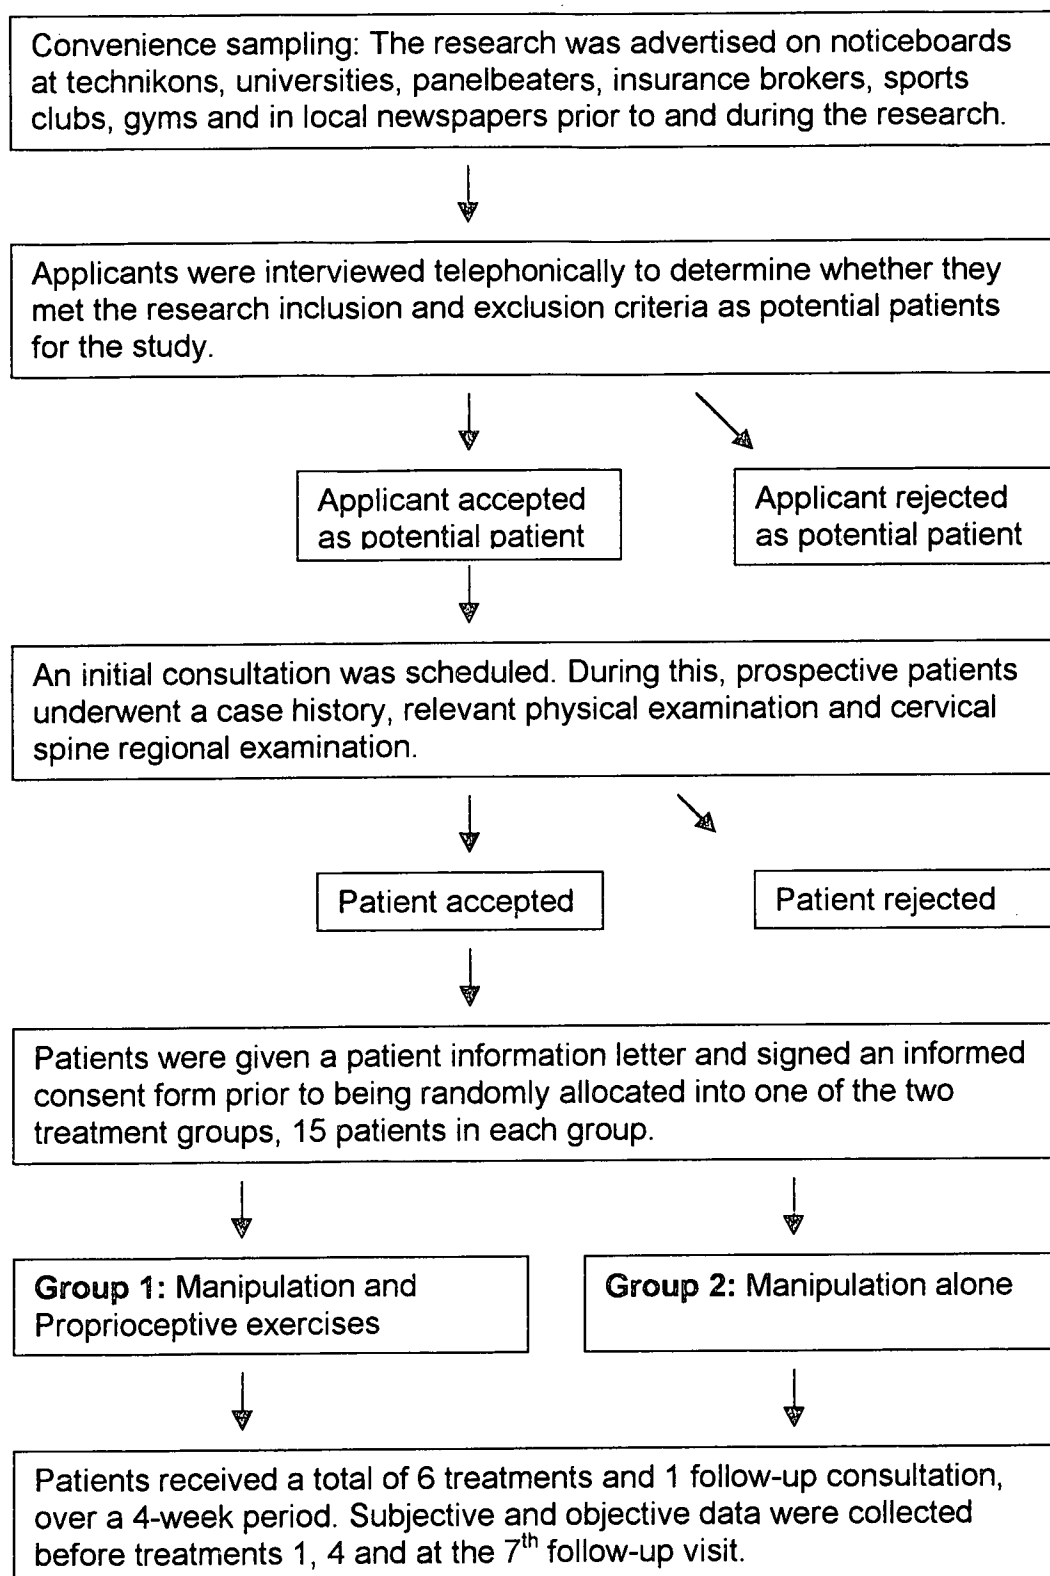 Convenience sampling: The research was advertised on noticeboards
at technikons, universities, panelbeaters, insurance brokers, sports
clubs, gyms and in local newspapers prior to and during the research.
Applicants were interviewed telephonically to determine whether they
met the research inclusion and exclusion criteria as potential patients
for the study.
Applicant accepted
as potential patient
Applicant rejected
as potential patient
An initial consultation was scheduled. During this, prospective patients
underwent a case history, relevant physical examination and cervical
spine regional examination.
Patient accepted
Patient rejected
Patients were given a patient information letter and signed an informed
consent form prior to being randomly allocated into one of the two
treatment groups, 15 patients in each group.
Group 1: Manipulation and
Proprioceptive exercises
Group 2: Manipulation alone
Patients received a total of 6 treatments and 1 follow-up consultation,
over a 4-week period. Subjective and objective data were collected
before treatments 1, 4 and at the 7th follow-up visit.